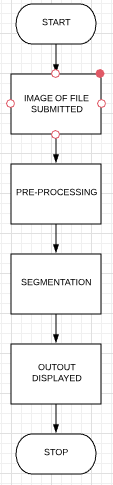 START
IMAGE OF FILE
SUBMITTED
PRE-PROCESSING
SEGMENTATION
OUTOUT
DISPLAYED
STOP